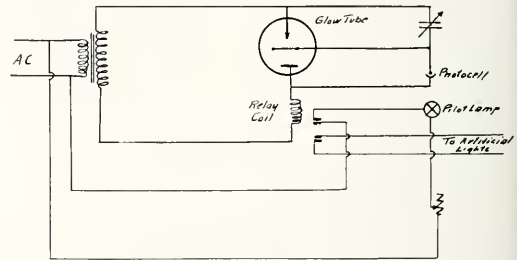 Glow Tube
AC
Photocell
Relay
Coil
Pilot Lamp
To Artificial
Lights